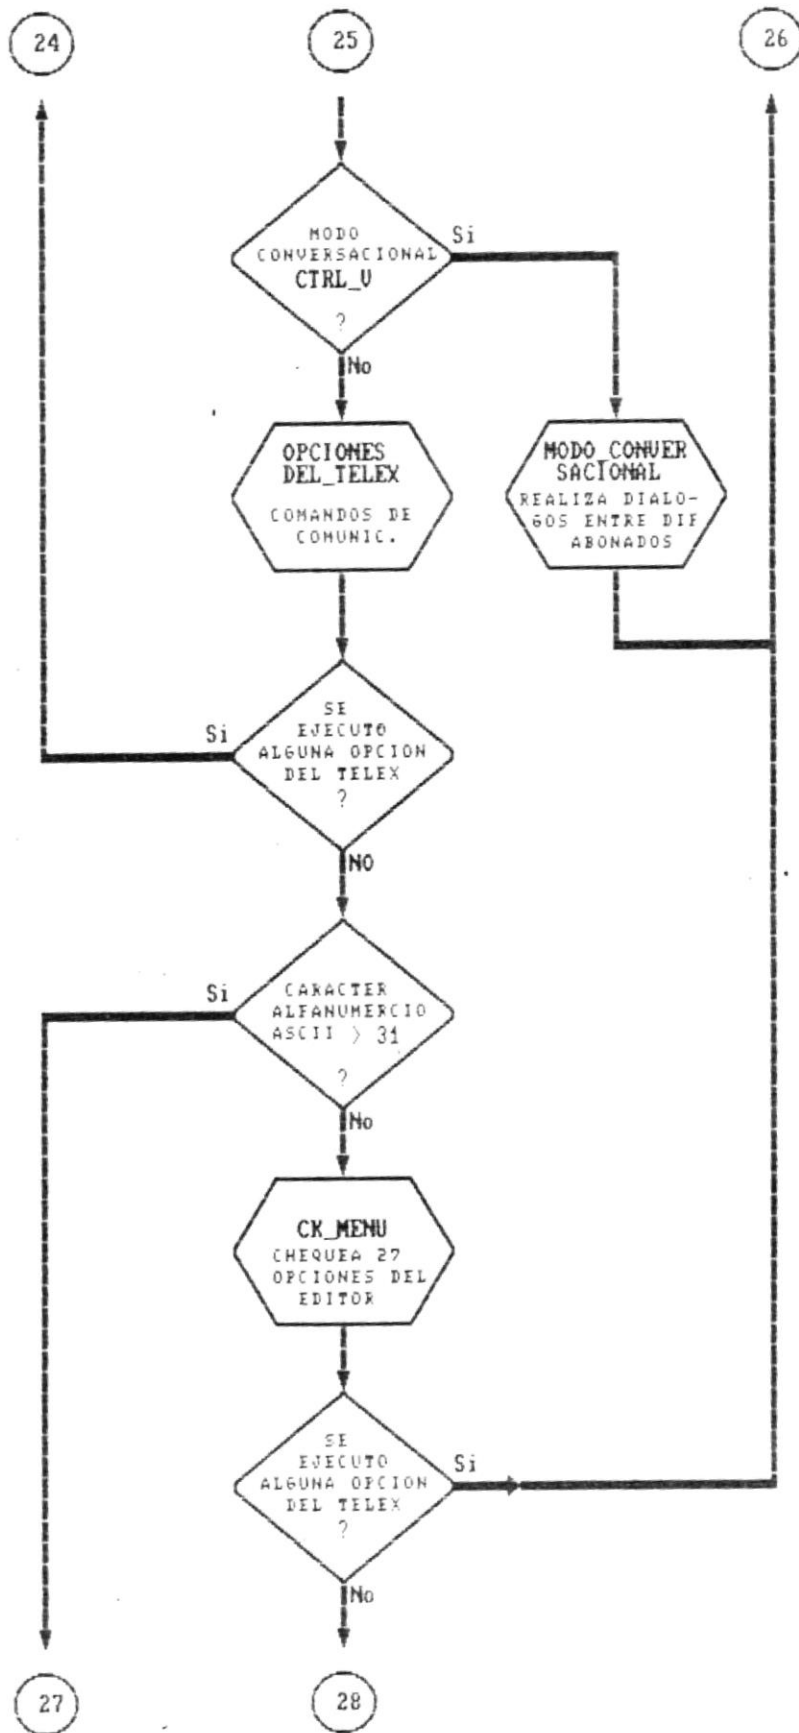 24
25
26
MODO
CONVERSACIONAL
CTRL_V
?
Si
No
OPCIONES
DEL_TELEX
COMANDOS DE
COMUNIC.
MODO_CONVER
SACIONAL
REALIZA DIALO-
GOS ENTRE DIF
ABONADOS
SE
EJECUTO
ALGUNA OPCION
DEL TELEX
?
Si
NO
CARACTER
ALFANUMERCIO
ASCII > 31
?
Si
No
CK_MENU
CHEQUEA 27
OPCIONES DEL
EDITOR
SE
EJECUTO
ALGUNA OPCION
DEL TELEX
?
Si
No
27
28